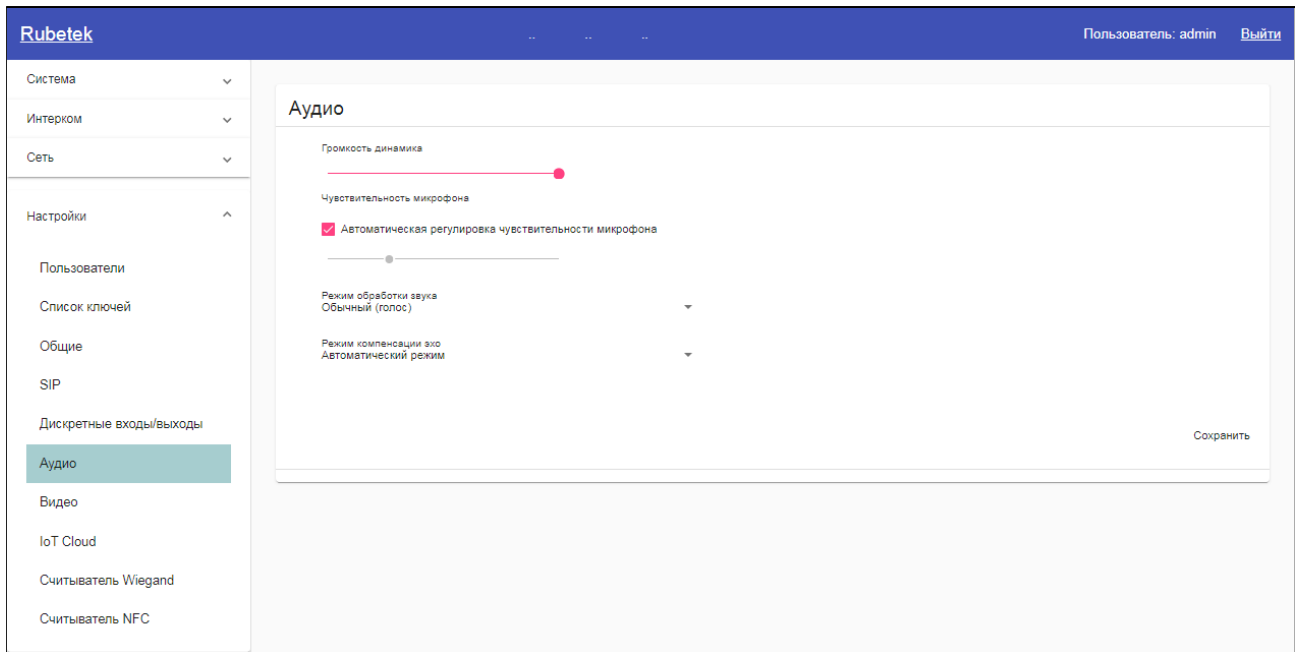 Rubetek
.. .. ..
Пользователь: admin Выйти
Система
Интерком
Сеть
Настройки
Пользователи
Список ключей
Общие
SIP
Дискретные входы/выходы
Аудио
Видео
IoT Cloud
Считыватель Wiegand
Считыватель NFC
Аудио
Громкость динамика
Чувствительность микрофона
Автоматическая регулировка чувствительности микрофона
Режим обработки звука
Обычный (голос)
Режим компенсации эхо
Автоматический режим
Сохранить